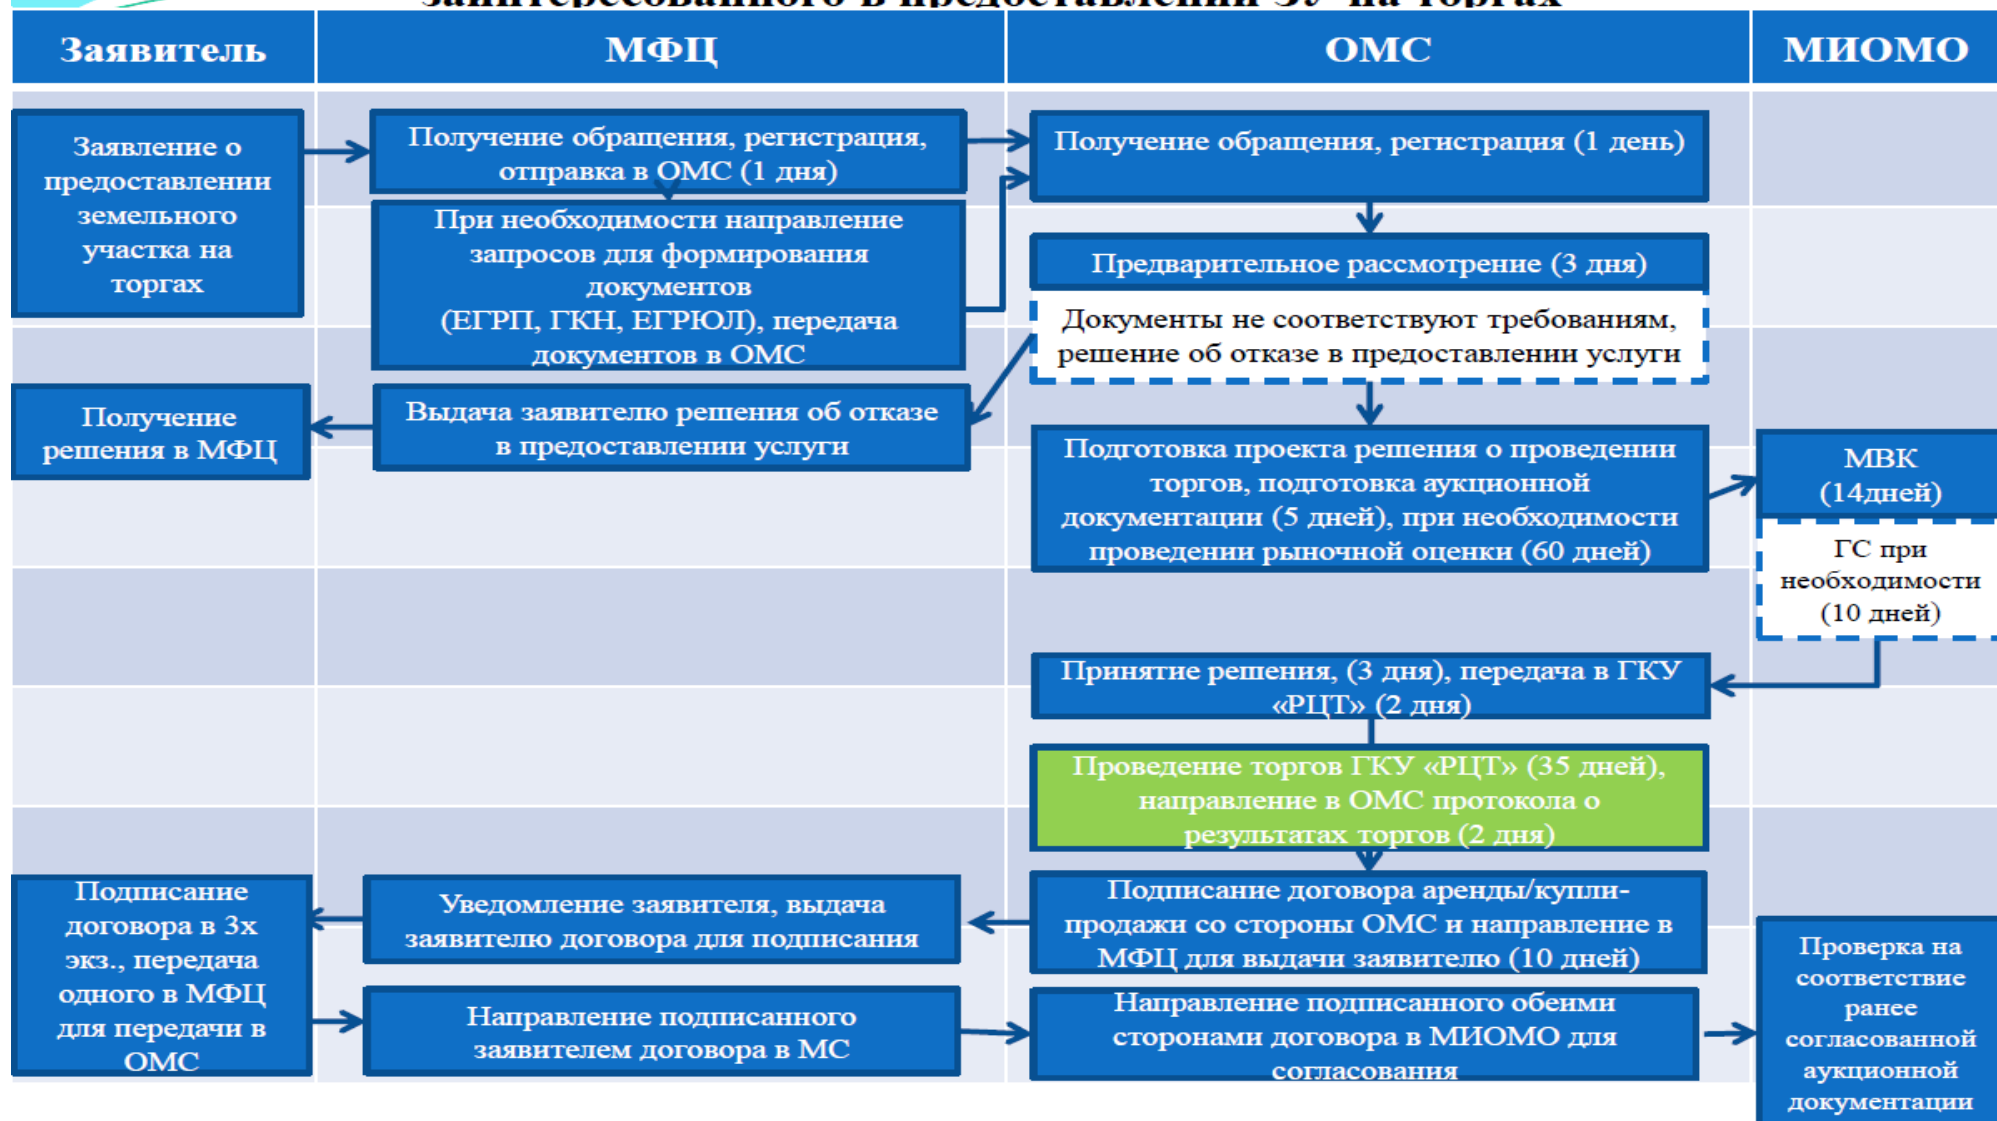 заинтересованного в предоставлении ЗУ на торгах
Заявитель
МФЦ
ОМС
МИОМО
Заявление о
предоставлении
земельного
участка на
торгах
Получение обращения, регистрация,
отправка в ОМС (1 дня)
Получение обращения, регистрация (1 день)
При необходимости направление
запросов для формирования
документов
(ЕГРП, ГКН, ЕГРЮЛ), передача
документов в ОМС
Предварительное рассмотрение (3 дня)
Документы не соответствуют требованиям,
решение об отказе в предоставлении услуги
Получение
решения в МФЦ
Выдача заявителю решения об отказе
в предоставлении услуги
Подготовка проекта решения о проведении
торгов, подготовка аукционной
документации (5 дней), при необходимости
проведении рыночной оценки (60 дней)
МВК
(14дней)
ГС при
необходимости
(10 дней)
Принятие решения, (3 дня), передача в ГКУ
«РЦТ» (2 дня)
Проведение торгов ГКУ «РЦТ» (35 дней),
направление в ОМС протокола о
результатах торгов (2 дня)
Подписание
договора в 3х
экз., передача
одного в МФЦ
для передачи в
ОМС
Уведомление заявителя, выдача
заявителю договора для подписания
Подписание договора аренды/купли-
продажи со стороны ОМС и направление в
МФЦ для выдачи заявителю (10 дней)
Направление подписанного
заявителем договора в МС
Направление подписанного обеими
сторонами договора в МИОМО для
согласования
Проверка на
соответствие
ранее
согласованной
аукционной
документации